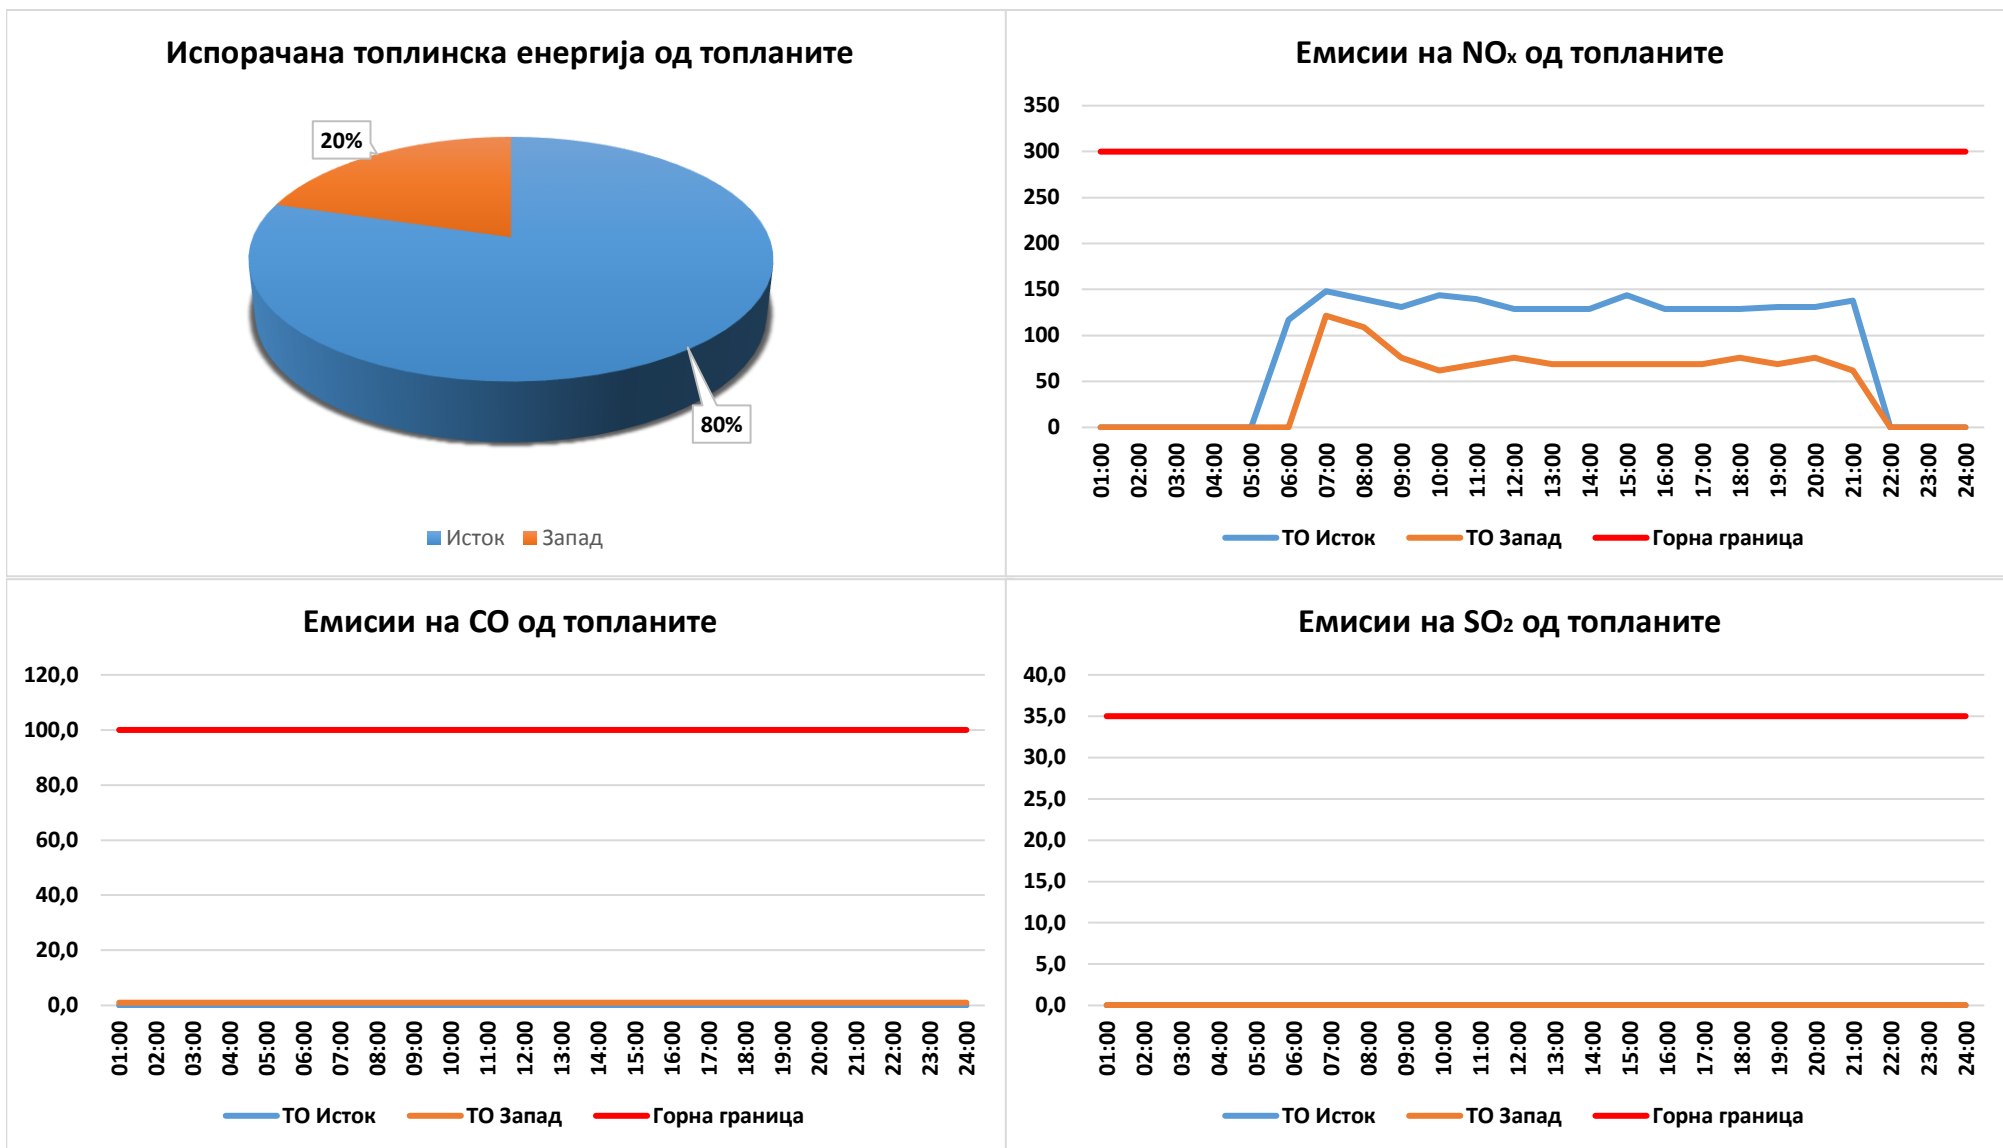 Испорачана топлинска енергија од топланите
20%
80%
Исток Запад
Емисии на NOx од топланите
350
300
250
200
150
100
50
0
01:00 02:00 03:00 04:00 05:00 06:00 07:00 08:00 09:00 10:00 11:00 12:00 13:00 14:00 15:00 16:00 17:00 18:00 19:00 20:00 21:00 22:00 23:00 24:00
ТО Исток ТО Запад Горна граница
Емисии на CO од топланите
120,0
100,0
80,0
60,0
40,0
20,0
0,0
01:00 02:00 03:00 04:00 05:00 06:00 07:00 08:00 09:00 10:00 11:00 12:00 13:00 14:00 15:00 16:00 17:00 18:00 19:00 20:00 21:00 22:00 23:00 24:00
ТО Исток ТО Запад Горна граница
Емисии на SO₂ од топланите
40,0
35,0
30,0
25,0
20,0
15,0
10,0
5,0
0,0
01:00 02:00 03:00 04:00 05:00 06:00 07:00 08:00 09:00 10:00 11:00 12:00 13:00 14:00 15:00 16:00 17:00 18:00 19:00 20:00 21:00 22:00 23:00 24:00
ТО Исток ТО Запад Горна граница